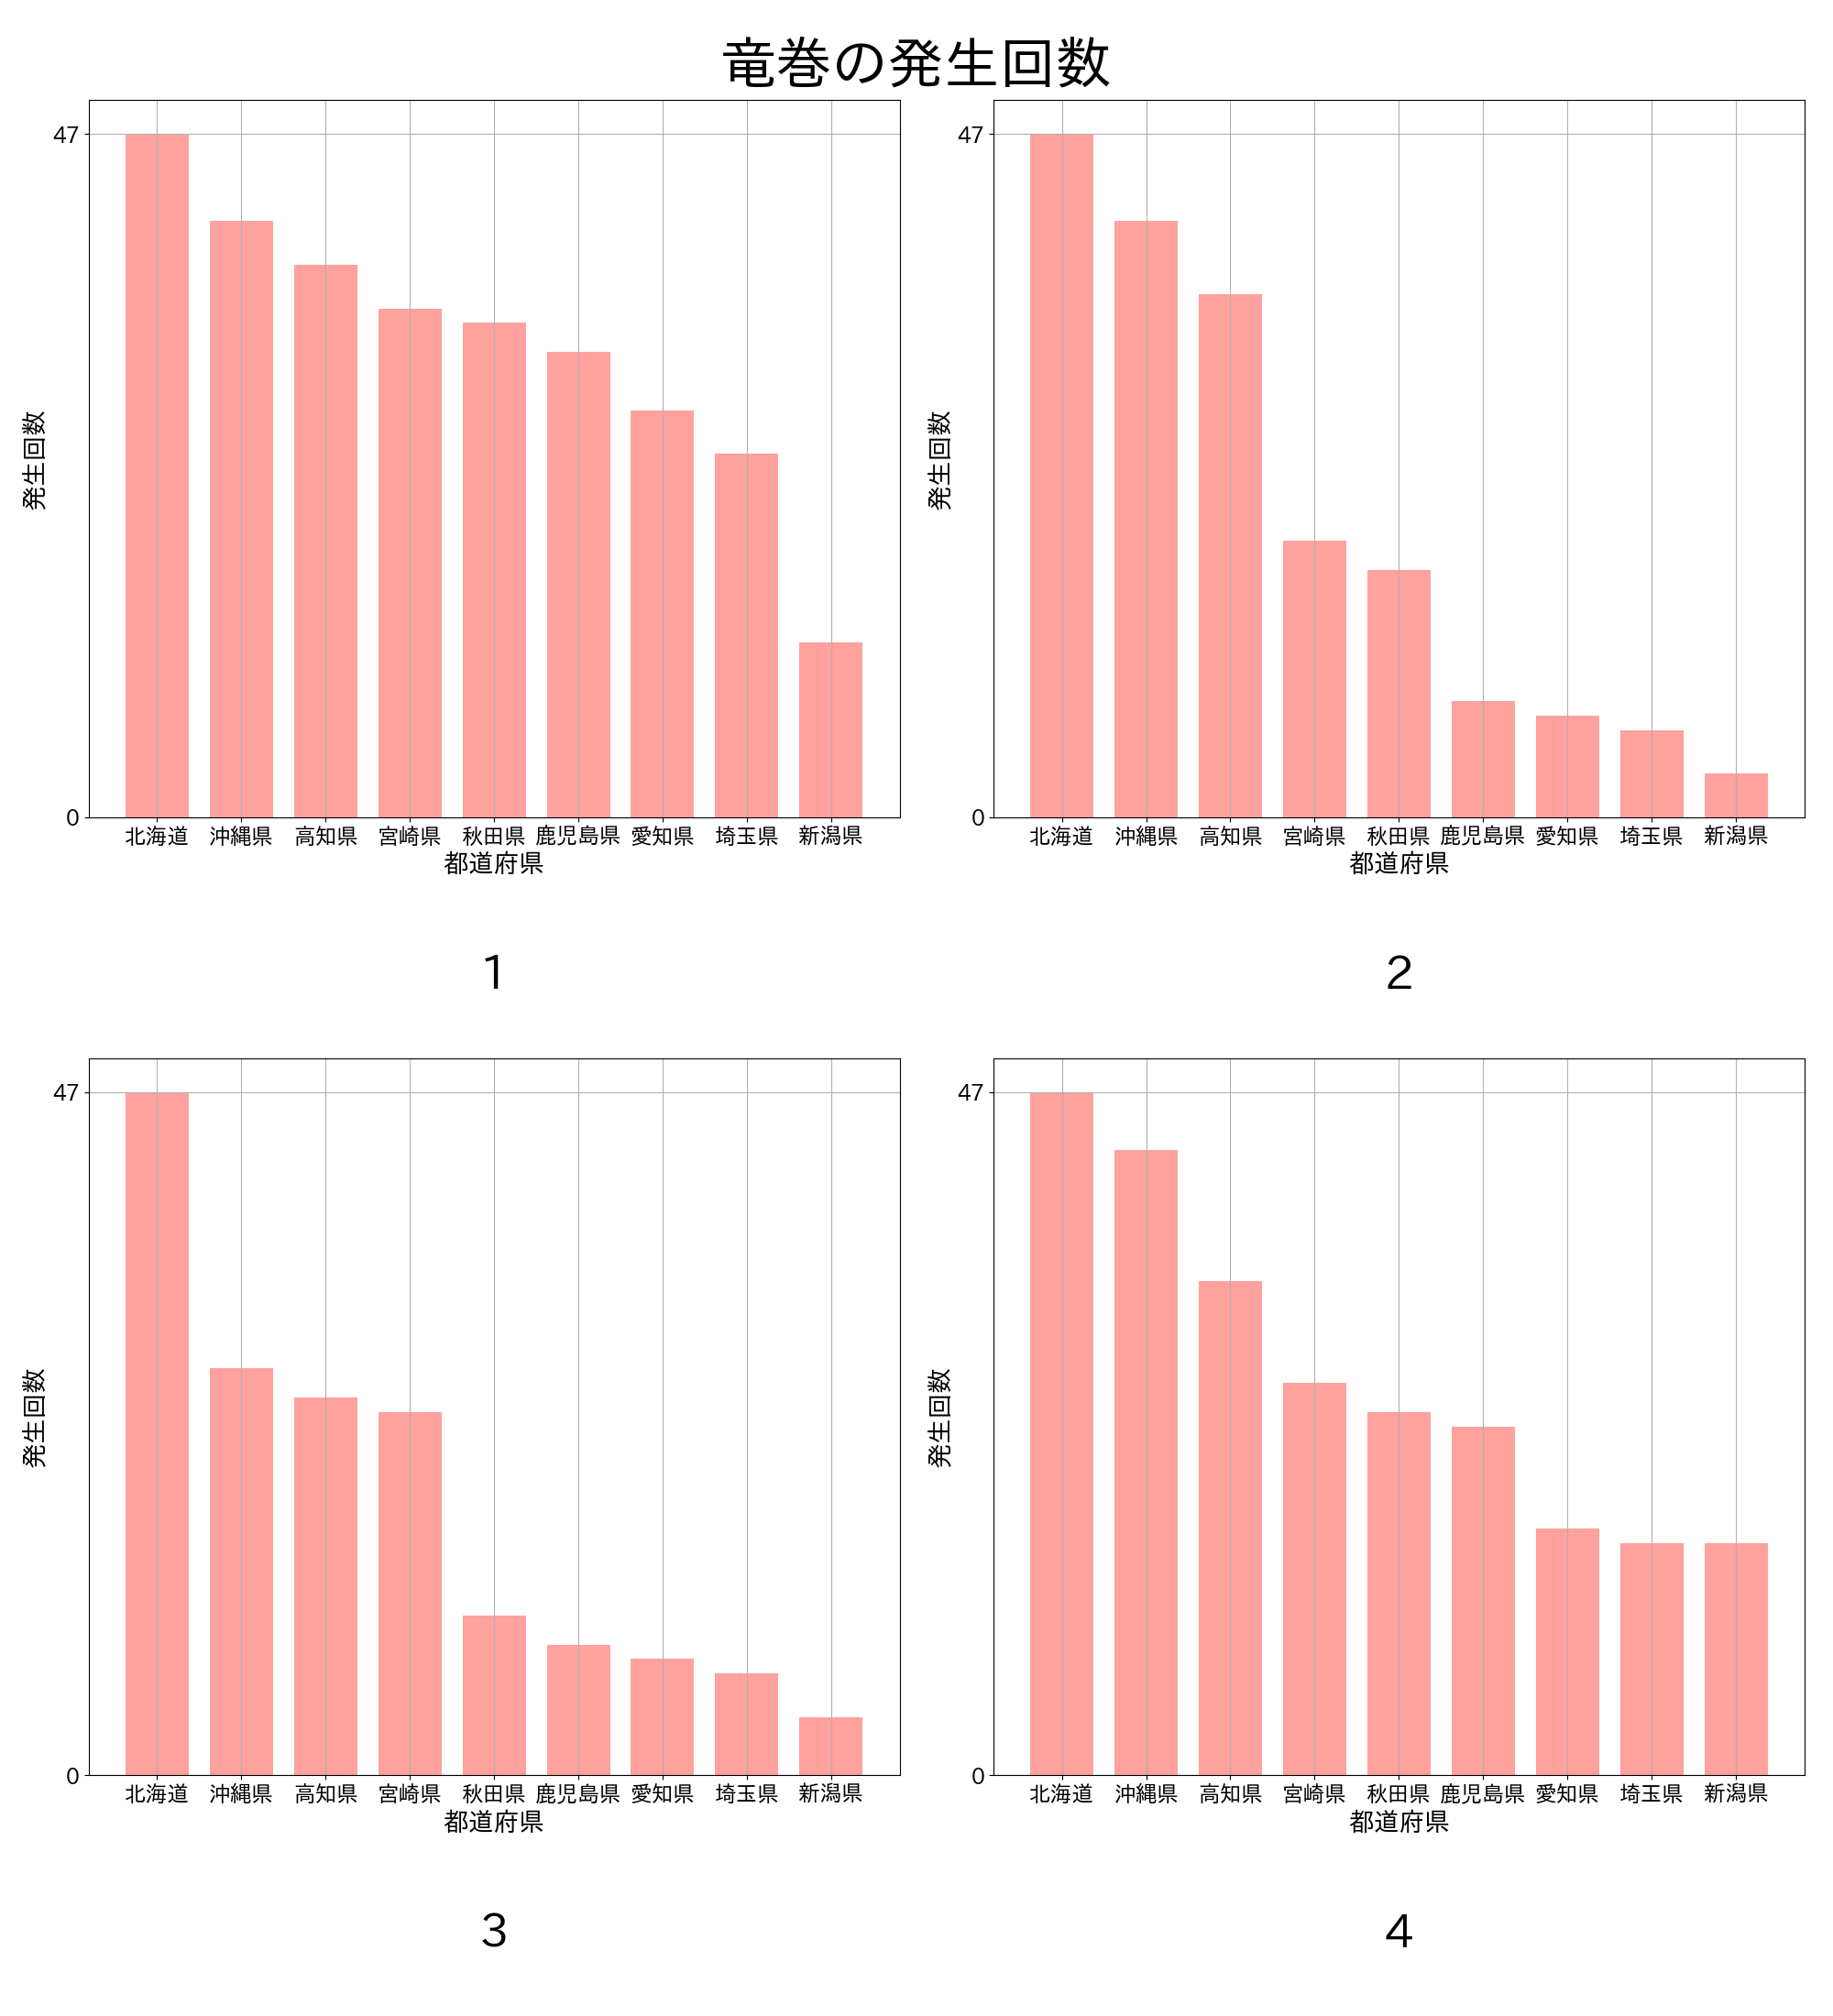 竜巻の発生回数
47
0
発生回数
北海道 沖縄県 高知県 宮崎県 秋田県 鹿児島県 愛知県 埼玉県 新潟県
都道府県
1
47
0
発生回数
北海道 沖縄県 高知県 宮崎県 秋田県 鹿児島県 愛知県 埼玉県 新潟県
都道府県
2
47
0
発生回数
北海道 沖縄県 高知県 宮崎県 秋田県 鹿児島県 愛知県 埼玉県 新潟県
都道府県
3
47
0
発生回数
北海道 沖縄県 高知県 宮崎県 秋田県 鹿児島県 愛知県 埼玉県 新潟県
都道府県
4